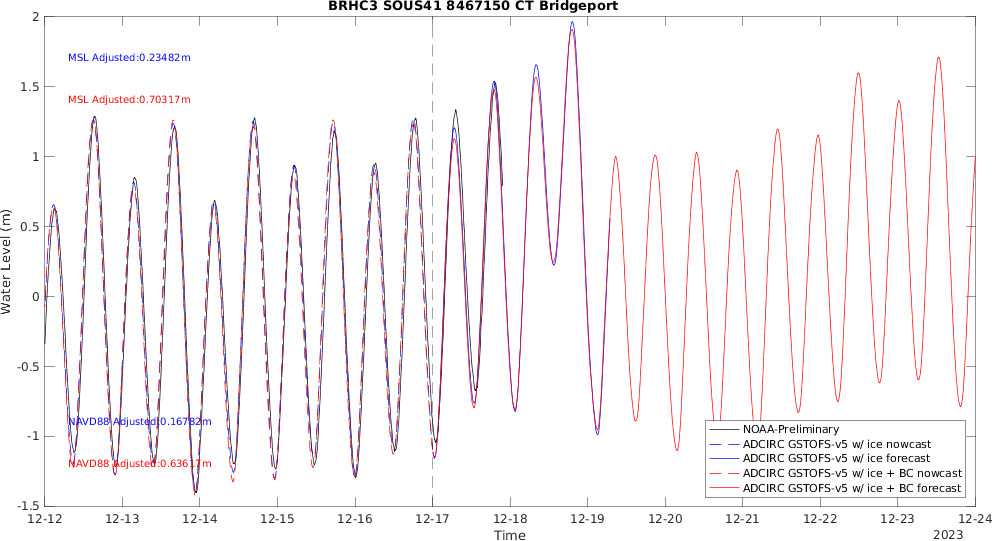 BRHC3 SOUS41 8467150 CT Bridgeport
2
1.5
1
0.5
0
-0.5
-1
-1.5
Water Level (m)
MSL Adjusted:0.23482m
MSL Adjusted:0.70317m
NAVD88 Adjusted:0.16782m
NAVD88 Adjusted:0.63617m
NOAA-Preliminary
ADCIRC GSTOFS-v5 w/ ice nowcast
ADCIRC GSTOFS-v5 w/ ice forecast
ADCIRC GSTOFS-v5 w/ ice + BC nowcast
ADCIRC GSTOFS-v5 w/ ice + BC forecast
12-12 12-13 12-14 12-15 12-16 12-17 12-18 12-19 12-20 12-21 12-22 12-23 12-24
Time
2023